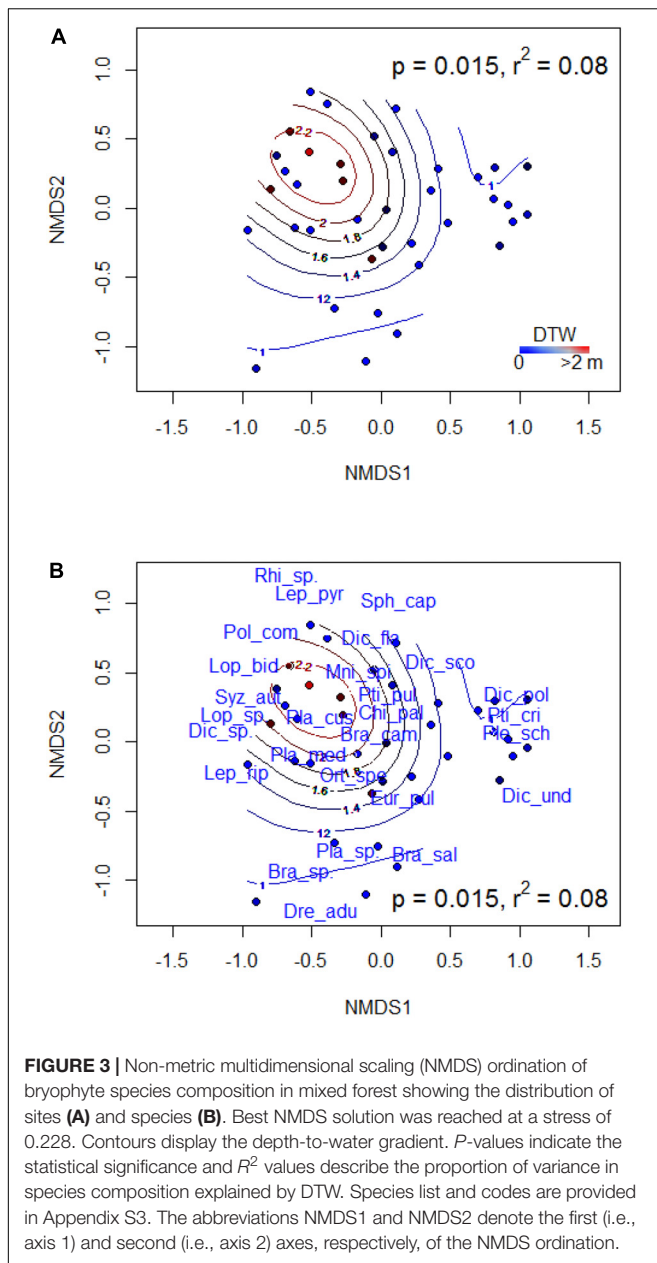 A
p = 0.015, r² = 0.08
1.0
0.5
0.0
-0.5
-1.0
NMDS2
2.2
2
1.8
1.6
1.4
12
1
1
DTW
0 >2 m
-1.5 -1.0 -0.5 0.0 0.5 1.0 1.5
NMDS1
B
Rhi_sp.
Lep_pyr
Sph_cap
Pol_com
Dic_fla
Lop_bid
Mni_spi
Dic_sco
Syz_aut
Pti_pul
Dic_pol
Lop_sp.
Pla_cus
Chi_pal
Pti_cri
Dic_sp.
Bra_cam
Ple_sch
Pla_med
Lep_rip
Ort_spe
Eur_pul
Dic_und
Pla_sp.
Bra_sal
Bra_sp.
Dre_adu
2.2
1.8
1.6
1.4
12
1
1
1.0
0.5
0.0
-0.5
-1.0
NMDS2
p = 0.015, r² = 0.08
-1.5 -1.0 -0.5 0.0 0.5 1.0 1.5
NMDS1
FIGURE 3 | Non-metric multidimensional scaling (NMDS) ordination of
bryophyte species composition in mixed forest showing the distribution of
sites (A) and species (B). Best NMDS solution was reached at a stress of
0.228. Contours display the depth-to-water gradient. P-values indicate the
statistical significance and R² values describe the proportion of variance in
species composition explained by DTW. Species list and codes are provided
in Appendix S3. The abbreviations NMDS1 and NMDS2 denote the first (i.e.,
axis 1) and second (i.e., axis 2) axes, respectively, of the NMDS ordination.